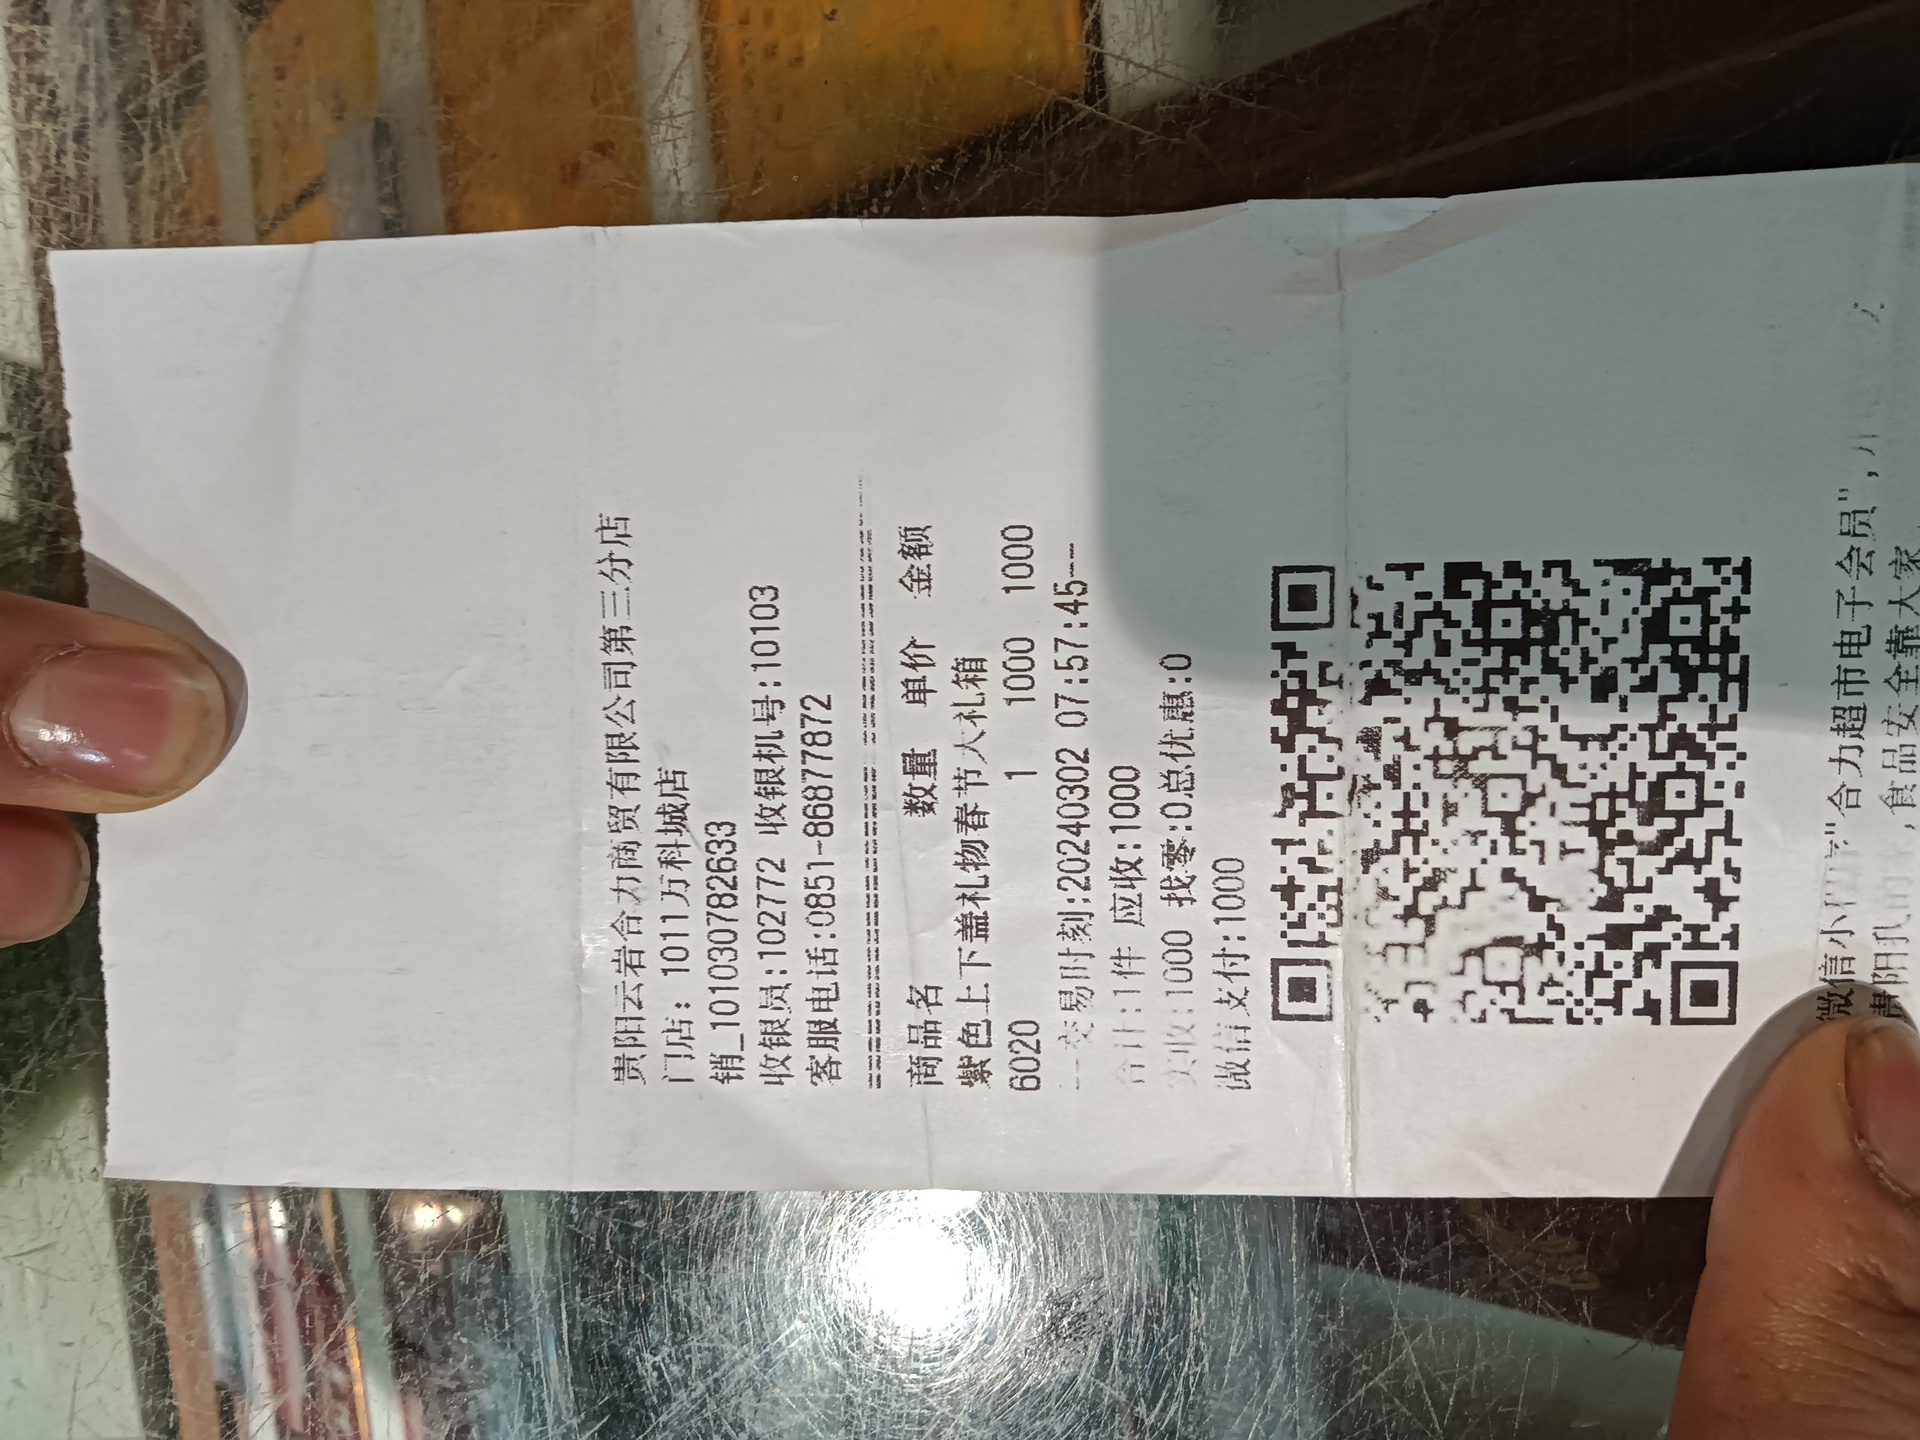 贵阳云岩合力商贸有限公司第三分店
门店：1011万科城店
销_1010307826​33
收银员:102772 收银机号:10103
客服电话:0851-86877872
商品名 数量 单价 金额
紫色上下盖礼物春节大礼箱
6020 1 1000 1000
--交易时刻:20240302 07:57:45--
合计:1件 应收:1000
实收:1000 找零:0总优惠:0
微信支付:1000
微信小程序"合力超市电子会员",
贵阳 食品安全靠大家